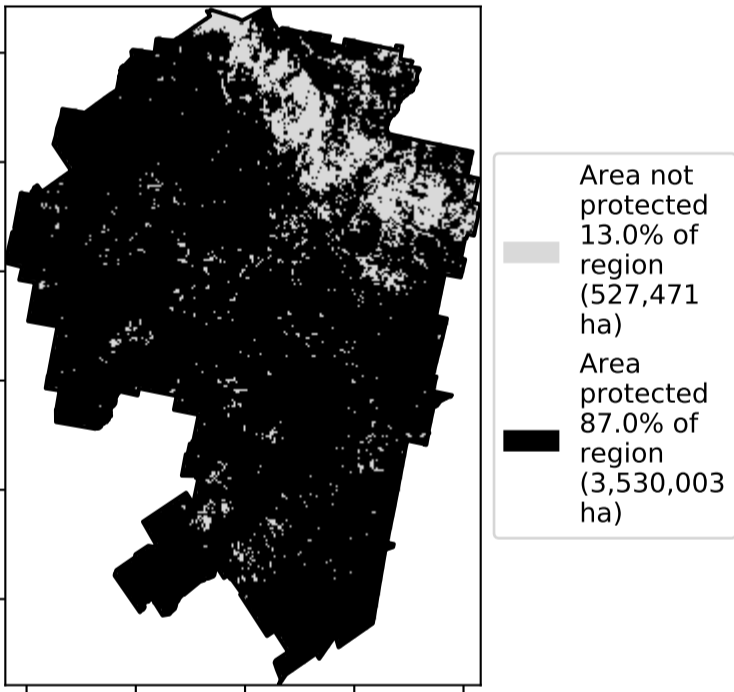 Area not
protected
13.0% of
region
(527,471
ha)
Area
protected
87.0% of
region
(3,530,003
ha)